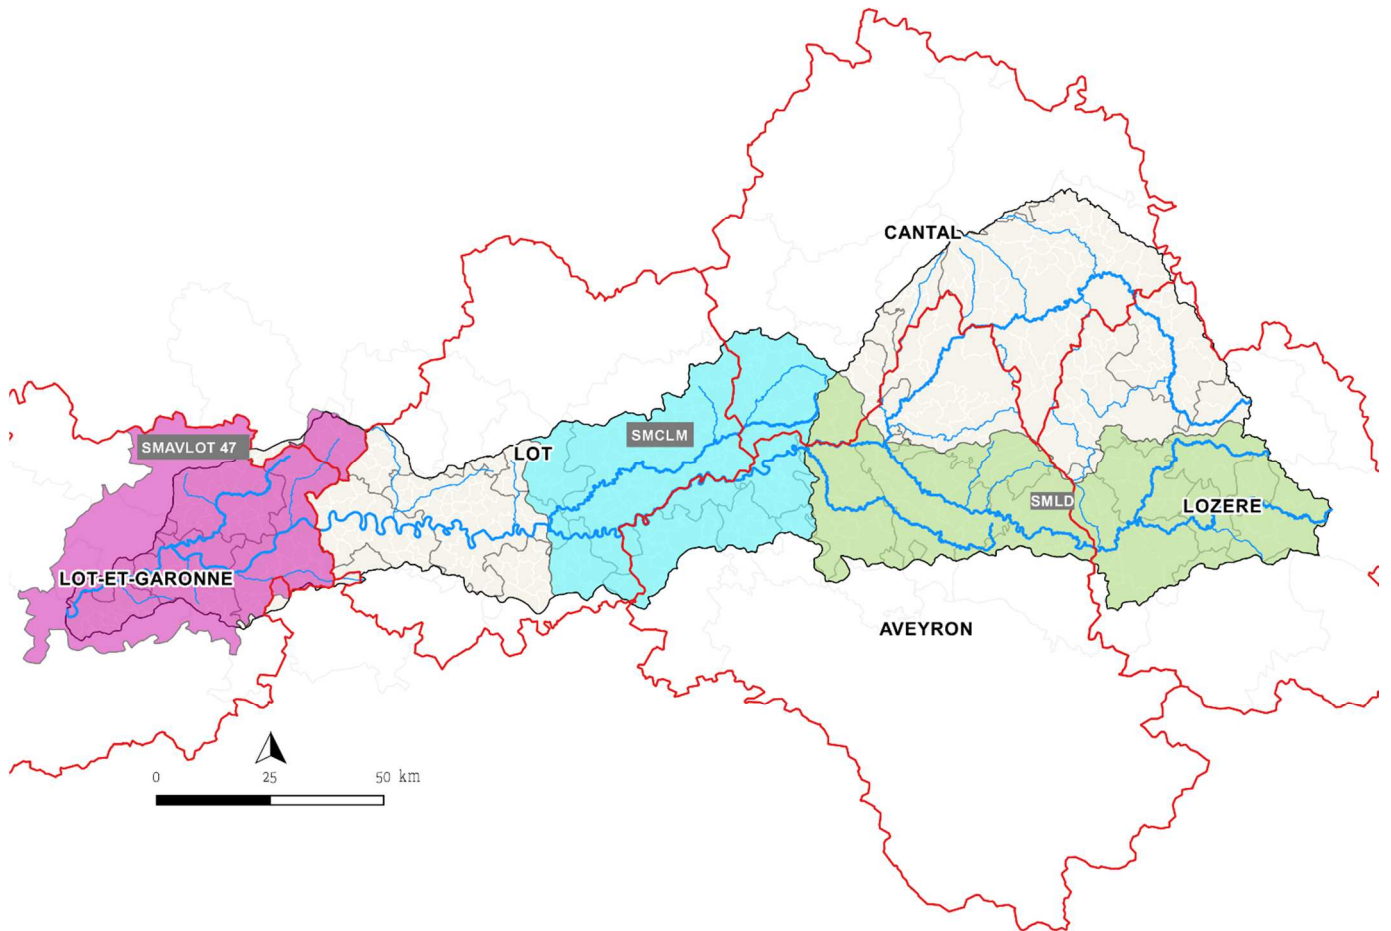 CANTAL
SMAVLOT 47
SMCLM
LOT
SMLD
LOZERE
LOT-ET-GARONNE
AVEYRON
0 25 50 km